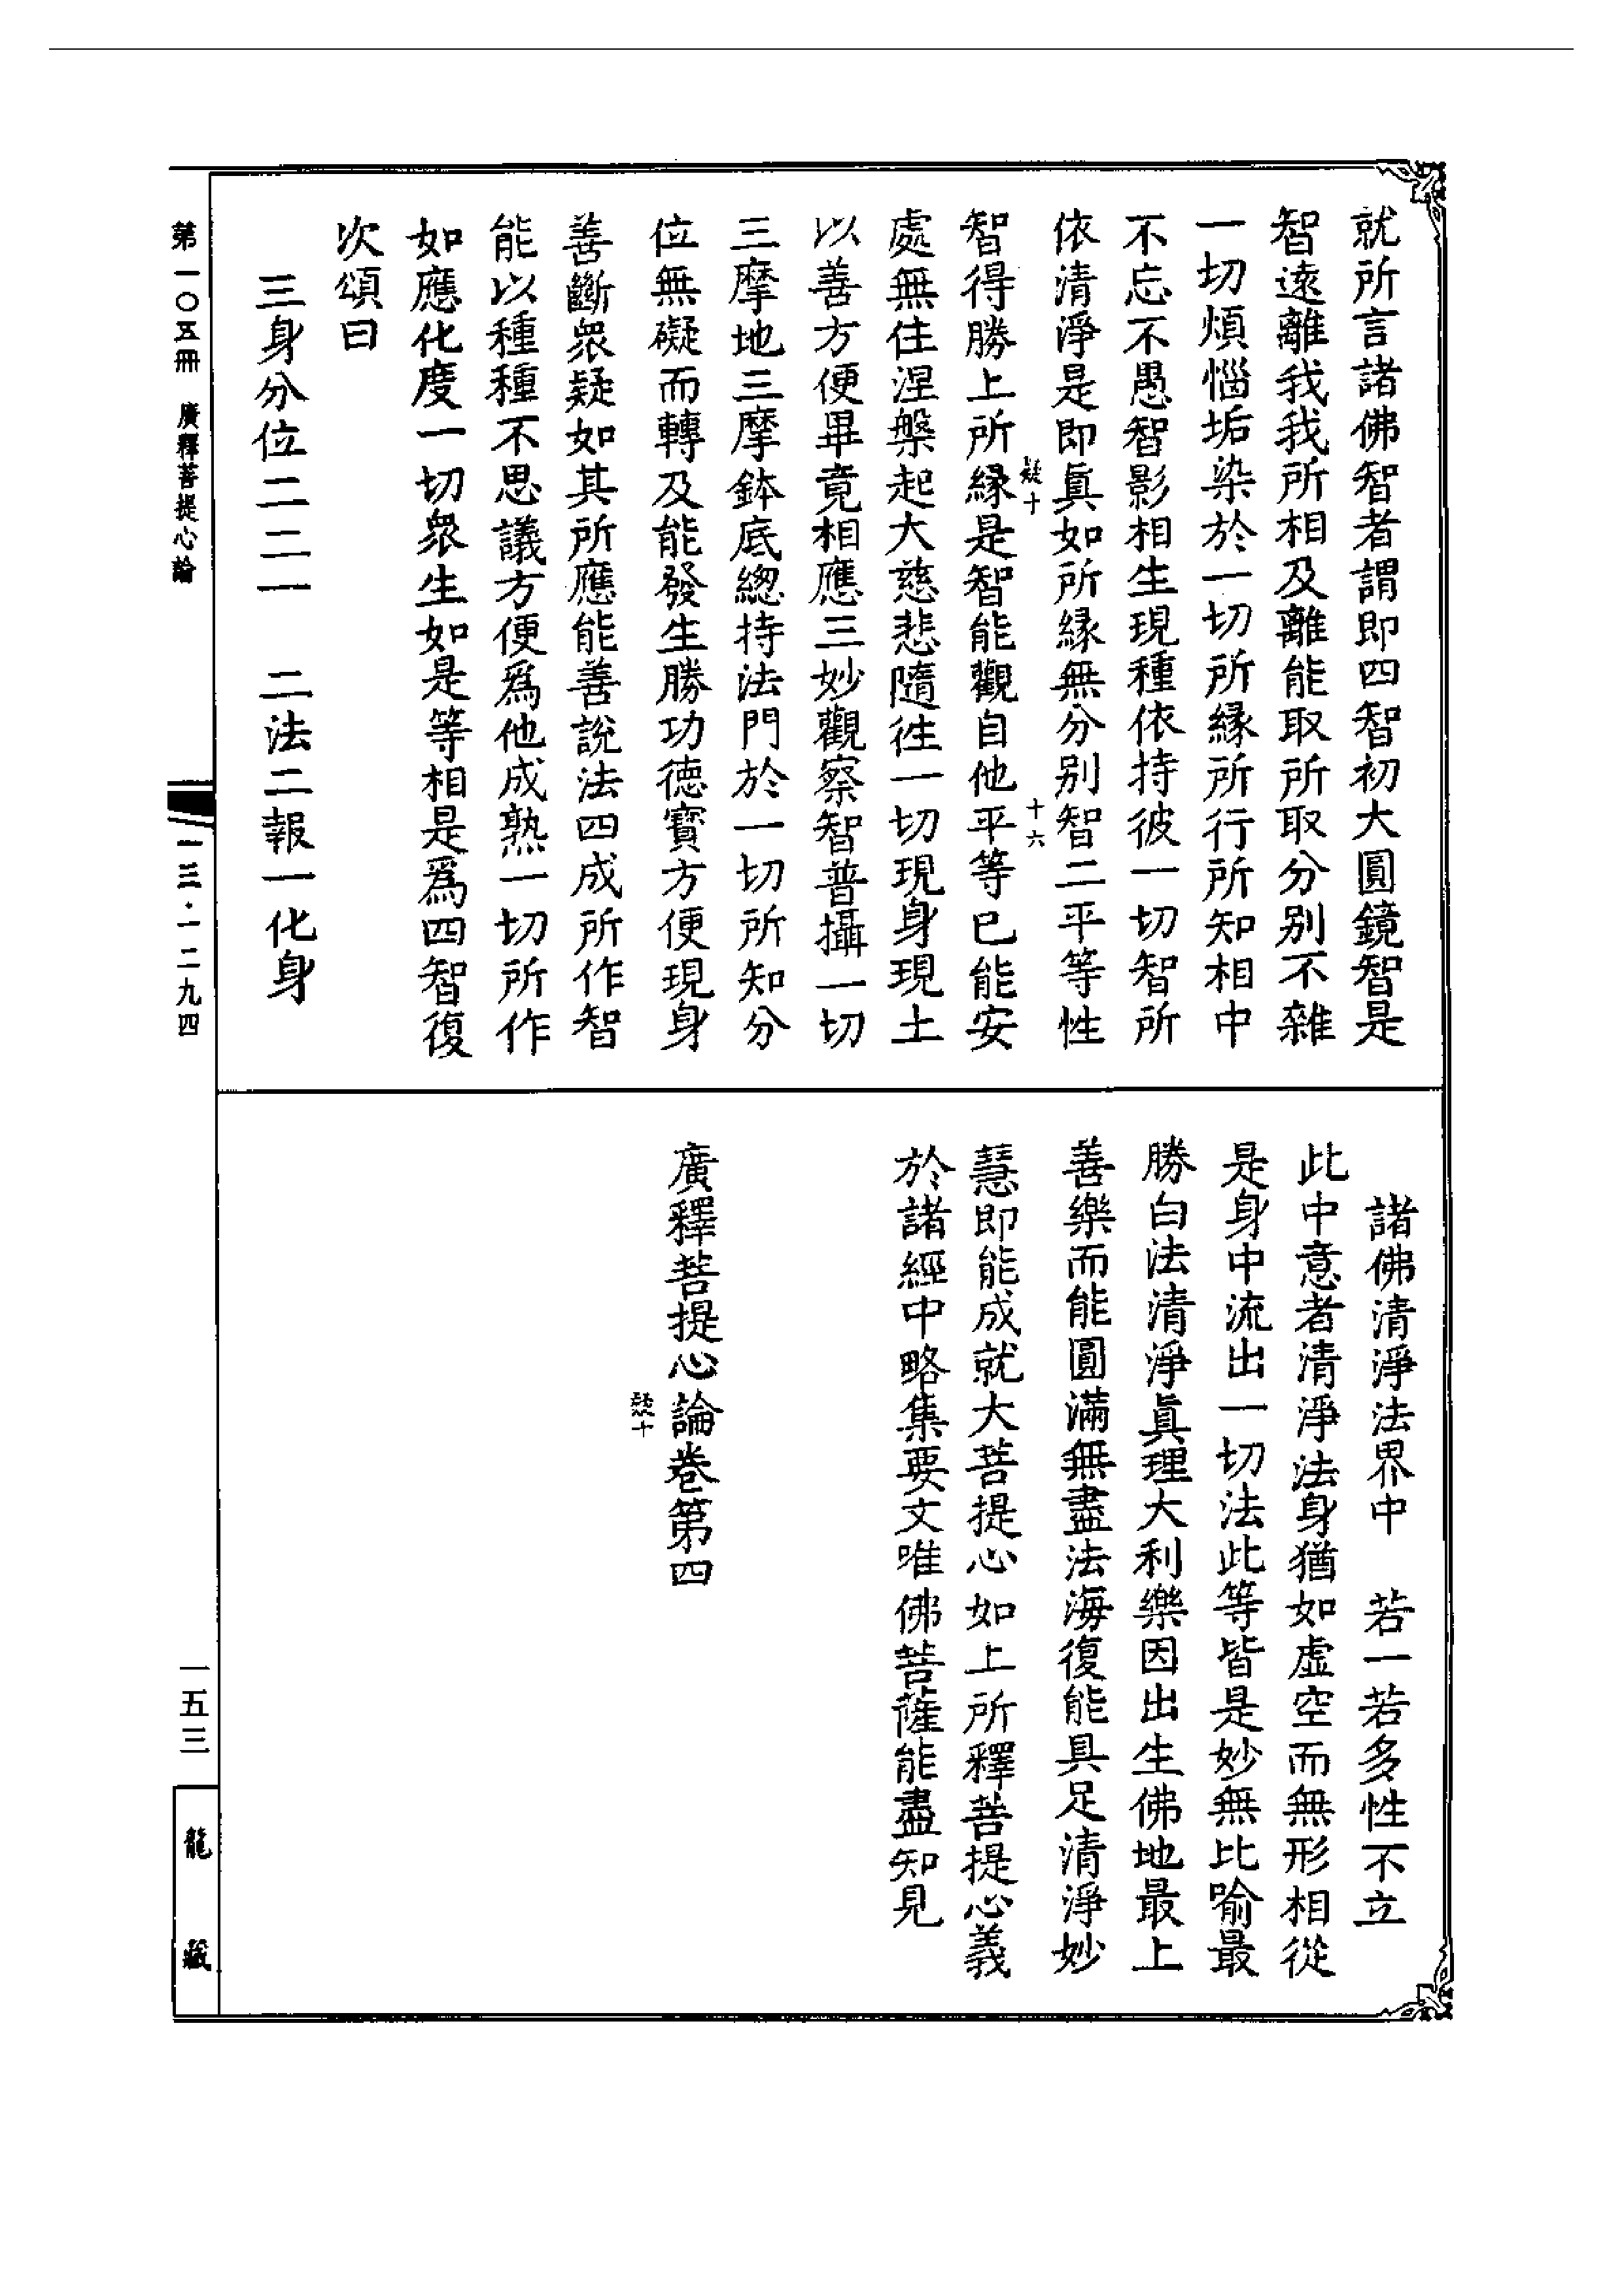 就所言諸佛智者謂即四智初大圓鏡智是
智遠離我我所相及離能取所取分别不雜
一切煩惱垢染於一切所緣所行所知相中
不忘不愚智影相生現種依持彼一切智所
依清淨是即眞如所緣無分别智二平等性
十六
智得勝上所緣是智能觀自他平等已能安
處無住涅槃起大慈悲隨徃一切現身現土
以善方便畢竟相應三妙觀察智普攝一切
三摩地三摩鉢底緫持法門於一切所知分
位無礙而轉及能發生勝功德寶方便現身
善斷衆疑如其所應能善說法四成所作智
能以種種不思議方便爲他成熟一切所作
如應化度一切衆生如是等相是爲四智復
次頌曰
三身分位二二一　二法二報一化身
諸佛清淨法界中　若一若多性不立
此中意者清淨法身猶如虛空而無形相從
是身中流出一切法此等皆是妙無比喻最
勝白法清淨眞理大利樂因出生佛地最上
善樂而能圓滿無盡法海復能具足清淨妙
慧即能成就大菩提心如上所釋菩提心義
於諸經中略集要文唯佛菩薩能盡知見
廣釋菩提心論卷第四
第一〇五冊　廣釋菩提心論
一三·一二九四
一五三
龍藏